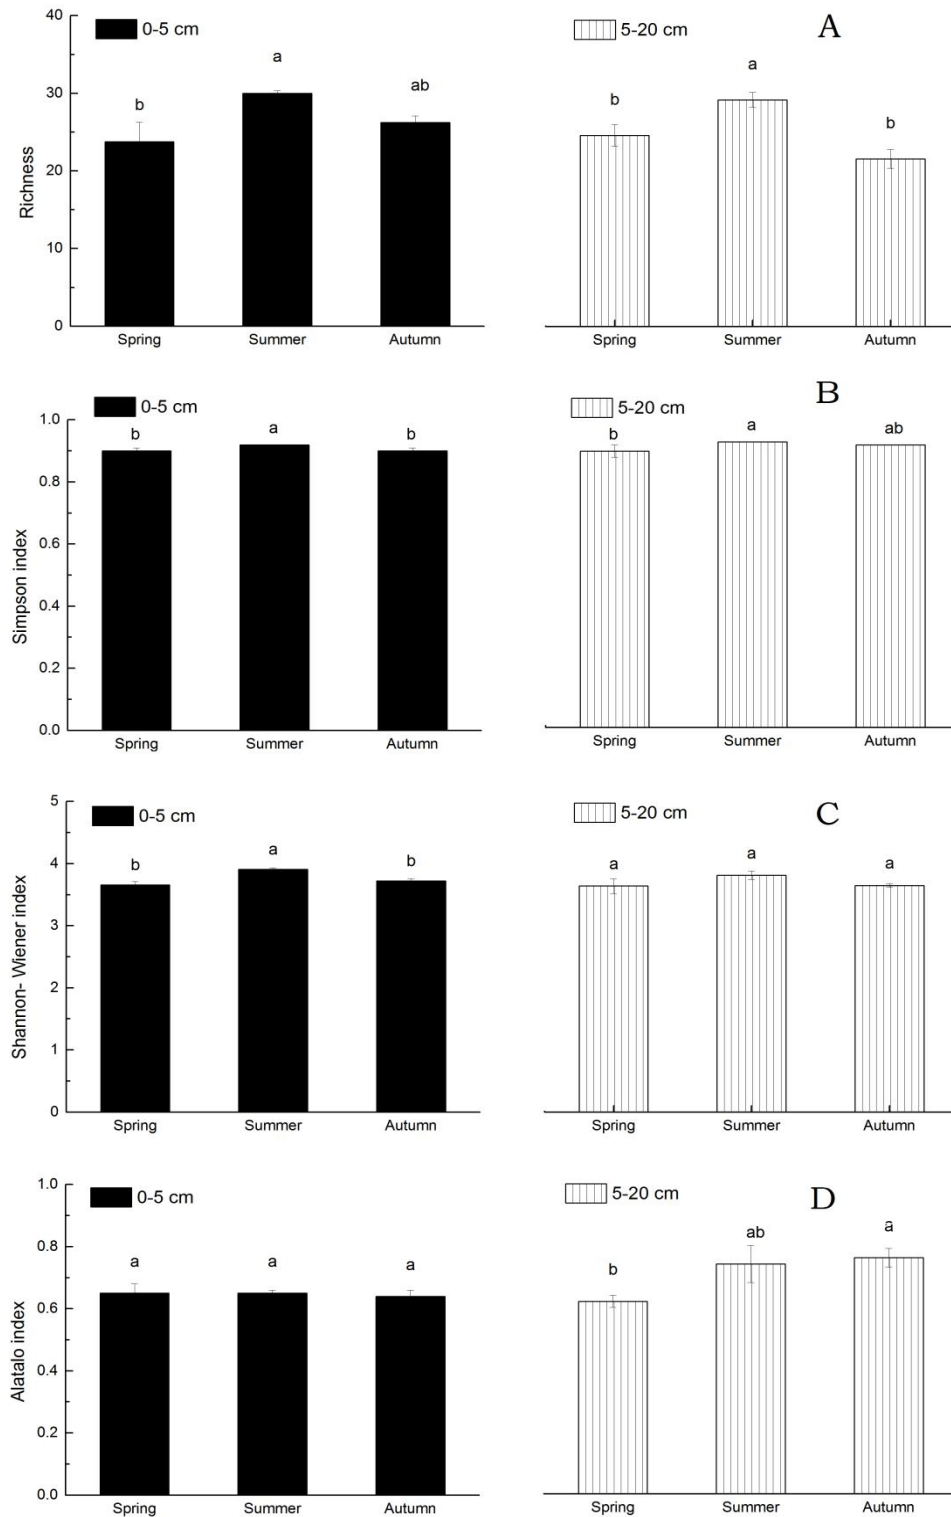 0-5 cm
5-20 cm
A
40
30
20
10
0
Richness
b
a
ab
b
a
b
Spring
Summer
Autumn
Spring
Summer
Autumn
0-5 cm
5-20 cm
B
1.0
0.8
0.6
0.4
0.2
0.0
Simpson index
b
a
b
b
a
ab
Spring
Summer
Autumn
Spring
Summer
Autumn
0-5 cm
5-20 cm
C
5
4
3
2
1
0
Shannon- Wiener index
b
a
b
a
a
a
Spring
Summer
Autumn
Spring
Summer
Autumn
0-5 cm
5-20 cm
D
1.0
0.8
0.6
0.4
0.2
0.0
Alatalo index
a
a
a
b
ab
a
Spring
Summer
Autumn
Spring
Summer
Autumn